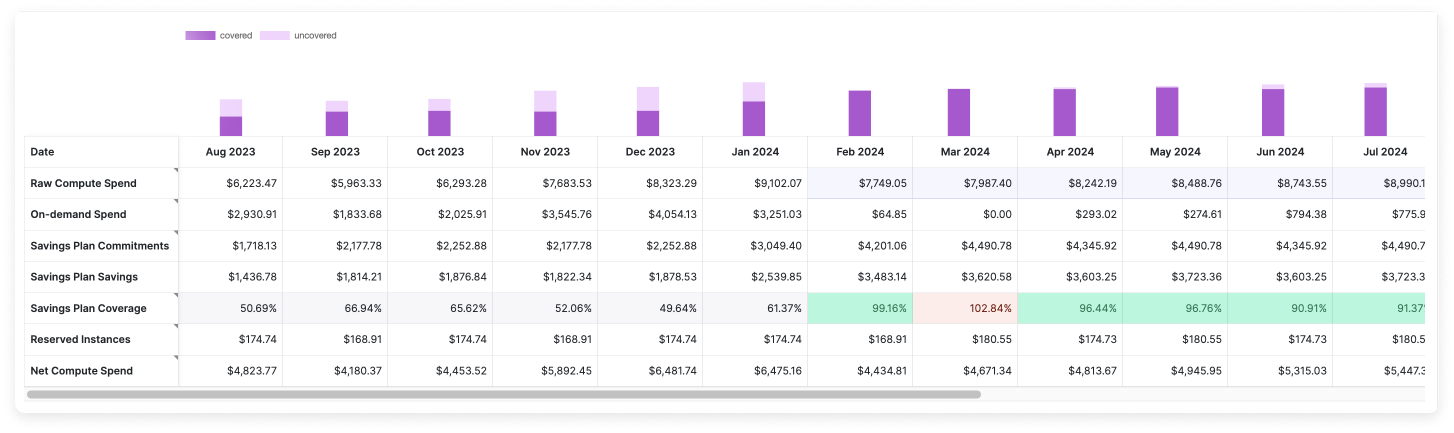 covered uncovered
Date Aug 2023 Sep 2023 Oct 2023 Nov 2023 Dec 2023 Jan 2024 Feb 2024 Mar 2024 Apr 2024 May 2024 Jun 2024 Jul 2024
Raw Compute Spend $6,223.47 $5,963.33 $6,293.28 $7,683.53 $8,323.29 $9,102.07 $7,749.05 $7,987.40 $8,242.19 $8,488.76 $8,743.55 $8,990.1
On-demand Spend $2,930.91 $1,833.68 $2,025.91 $3,545.76 $4,054.13 $3,251.03 $64.85 $0.00 $293.02 $274.61 $794.38 $775.9
Savings Plan Commitments $1,718.13 $2,177.78 $2,252.88 $2,177.78 $2,252.88 $3,049.40 $4,201.06 $4,490.78 $4,345.92 $4,490.78 $4,345.92 $4,490.7
Savings Plan Savings $1,436.78 $1,814.21 $1,876.84 $1,822.34 $1,878.53 $2,539.85 $3,483.14 $3,620.58 $3,603.25 $3,723.36 $3,603.25 $3,723.3
Savings Plan Coverage 50.69% 66.94% 65.62% 52.06% 49.64% 61.37% 99.16% 102.84% 96.44% 96.76% 90.91% 91.37
Reserved Instances $174.74 $168.91 $174.74 $168.91 $174.74 $174.74 $168.91 $180.55 $174.73 $180.55 $174.73 $180.5
Net Compute Spend $4,823.77 $4,180.37 $4,453.52 $5,892.45 $6,481.74 $6,475.16 $4,434.81 $4,671.34 $4,813.67 $4,945.95 $5,315.03 $5,447.3